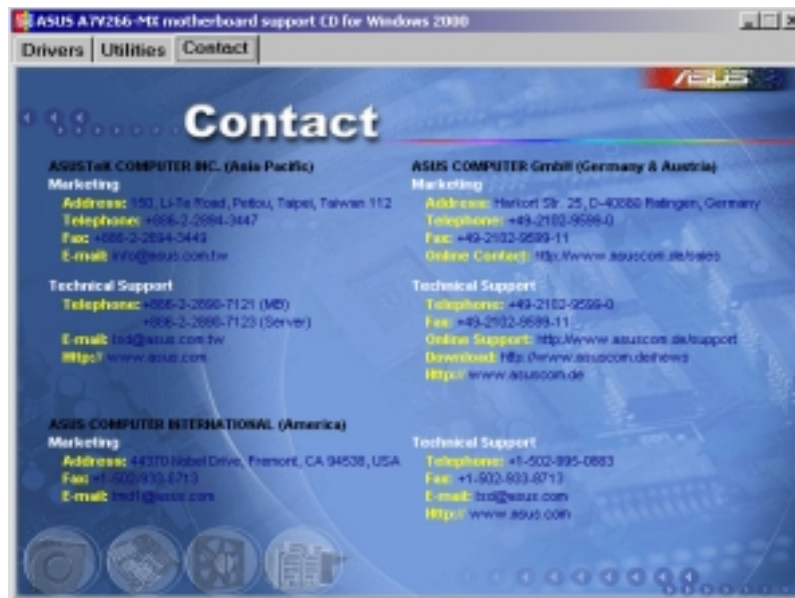 ASUS A7V266-MX motherboard support CD for Windows 2000
Drivers Utilities Contact
ASUS
Contact
ASUSTeK COMPUTER INC. (Asia-Pacific)
Marketing
Address: 150, Li-Te Road, Peitou, Taipei, Taiwan 112
Telephone: +886-2-2894-3447
Fax: +886-2-2894-3449
E-mail: info@asus.com.tw
Technical Support
Telephone: +886-2-2890-7121 (MB)
+886-2-2890-7123 (Server)
E-mail: tsd@asus.com.tw
Http:// www.asus.com
ASUS COMPUTER GmbH (Germany & Austria)
Marketing
Address: Harkort Str. 25, D-40880 Ratingen, Germany
Telephone: +49-2102-9599-0
Fax: +49-2102-9599-11
Online Contact: http://www.asuscom.de/sales
Technical Support
Telephone: +49-2102-9599-0
Fax: +49-2102-9599-11
Online Support: http://www.asuscom.de/support
Download: http://www.asuscom.de/news
Http:// www.asuscom.de
ASUS COMPUTER INTERNATIONAL (America)
Marketing
Address: 44370 Nobel Drive, Fremont, CA 94538, USA
Fax: +1-502-933-8713
E-mail: tmd1@asus.com
Technical Support
Telephone: +1-502-995-0883
Fax: +1-502-933-8713
E-mail: tsd@asus.com
Http:// www.asus.com